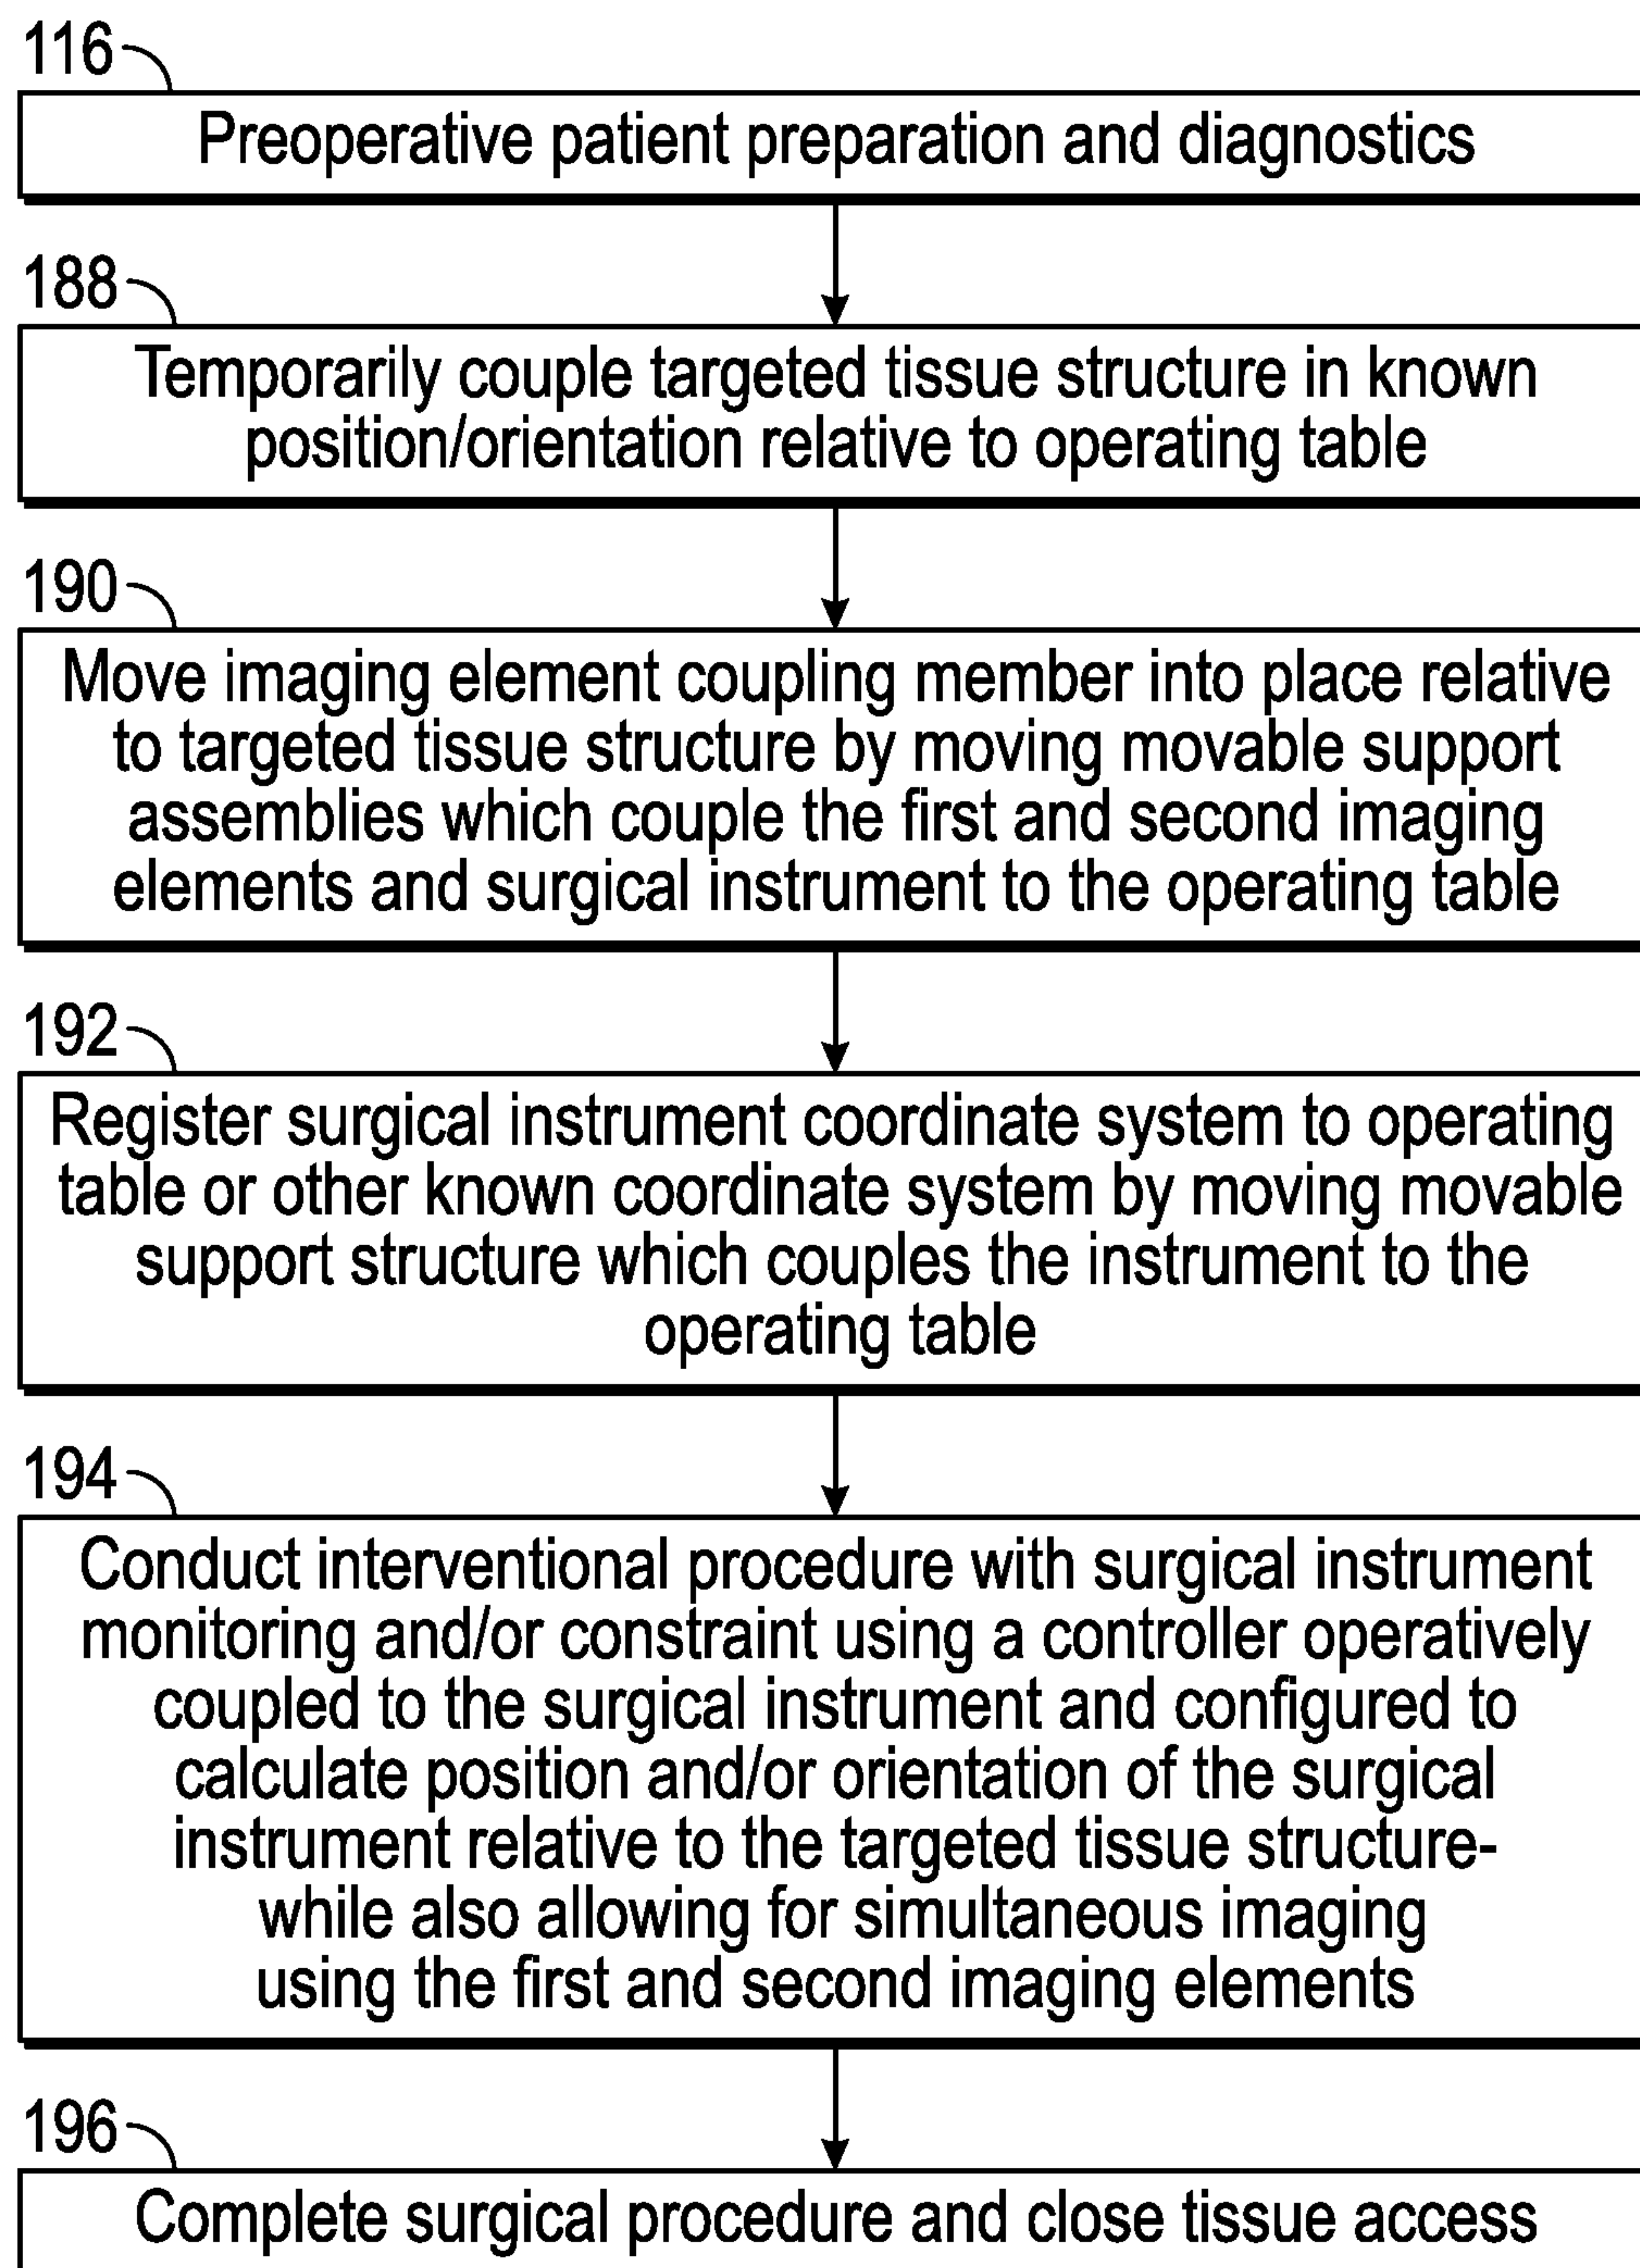 116
Preoperative patient preparation and diagnostics
188
Temporarily couple targeted tissue structure in known
position/orientation relative to operating table
190
Move imaging element coupling member into place relative
to targeted tissue structure by moving movable support
assemblies which couple the first and second imaging
elements and surgical instrument to the operating table
192
Register surgical instrument coordinate system to operating
table or other known coordinate system by moving movable
support structure which couples the instrument to the
operating table
194
Conduct interventional procedure with surgical instrument
monitoring and/or constraint using a controller operatively
coupled to the surgical instrument and configured to
calculate position and/or orientation of the surgical
instrument relative to the targeted tissue structure-
while also allowing for simultaneous imaging
using the first and second imaging elements
196
Complete surgical procedure and close tissue access